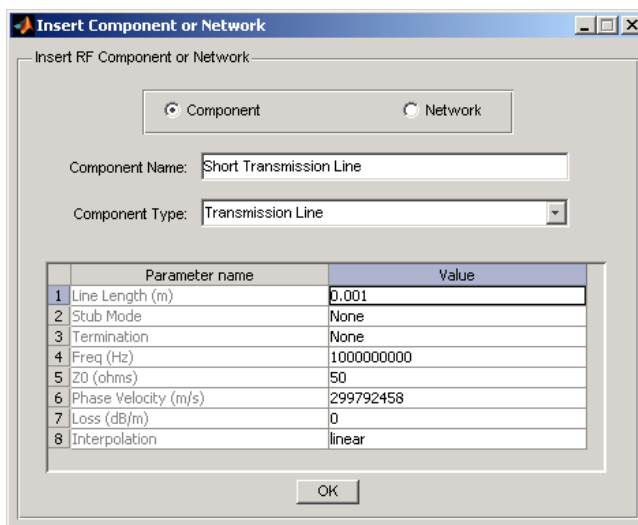 Insert Component or Network
Insert RF Component or Network
Component Network
Component Name: Short Transmission Line
Component Type: Transmission Line
Parameter name Value
1 Line Length (m) 0.001
2 Stub Mode None
3 Termination None
4 Freq (Hz) 1000000000
5 Z0 (ohms) 50
6 Phase Velocity (m/s) 299792458
7 Loss (dB/m) 0
8 Interpolation linear
OK